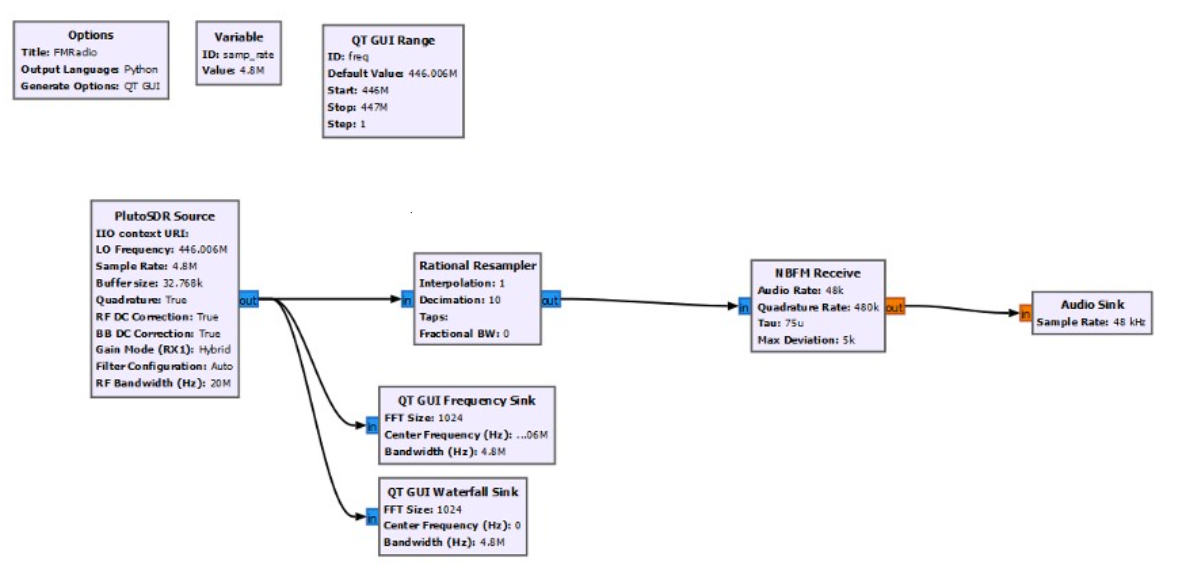 Options
Title: FMRadio
Output Language: Python
Generate Options: QT GUI
Variable
ID: samp_rate
Value: 4.8M
QT GUI Range
ID: freq
Default Value: 446.006M
Start: 446M
Stop: 447M
Step: 1
PlutoSDR Source
IIO context URI:
LO Frequency: 446.006M
Sample Rate: 4.8M
Buffer size: 32.768k
Quadrature: True
RF DC Correction: True
BB DC Correction: True
Gain Mode (RX1): Hybrid
Filter Configuration: Auto
RF Bandwidth (Hz): 20M
out
in
Rational Resampler
Interpolation: 1
Decimation: 10
Taps:
Fractional BW: 0
out
in
NBFM Receive
Audio Rate: 48k
Quadrature Rate: 480k
Tau: 75u
Max Deviation: 5k
out
in
Audio Sink
Sample Rate: 48 kHz
in
QT GUI Frequency Sink
FFT Size: 1024
Center Frequency (Hz): ...06M
Bandwidth (Hz): 4.8M
in
QT GUI Waterfall Sink
FFT Size: 1024
Center Frequency (Hz): 0
Bandwidth (Hz): 4.8M